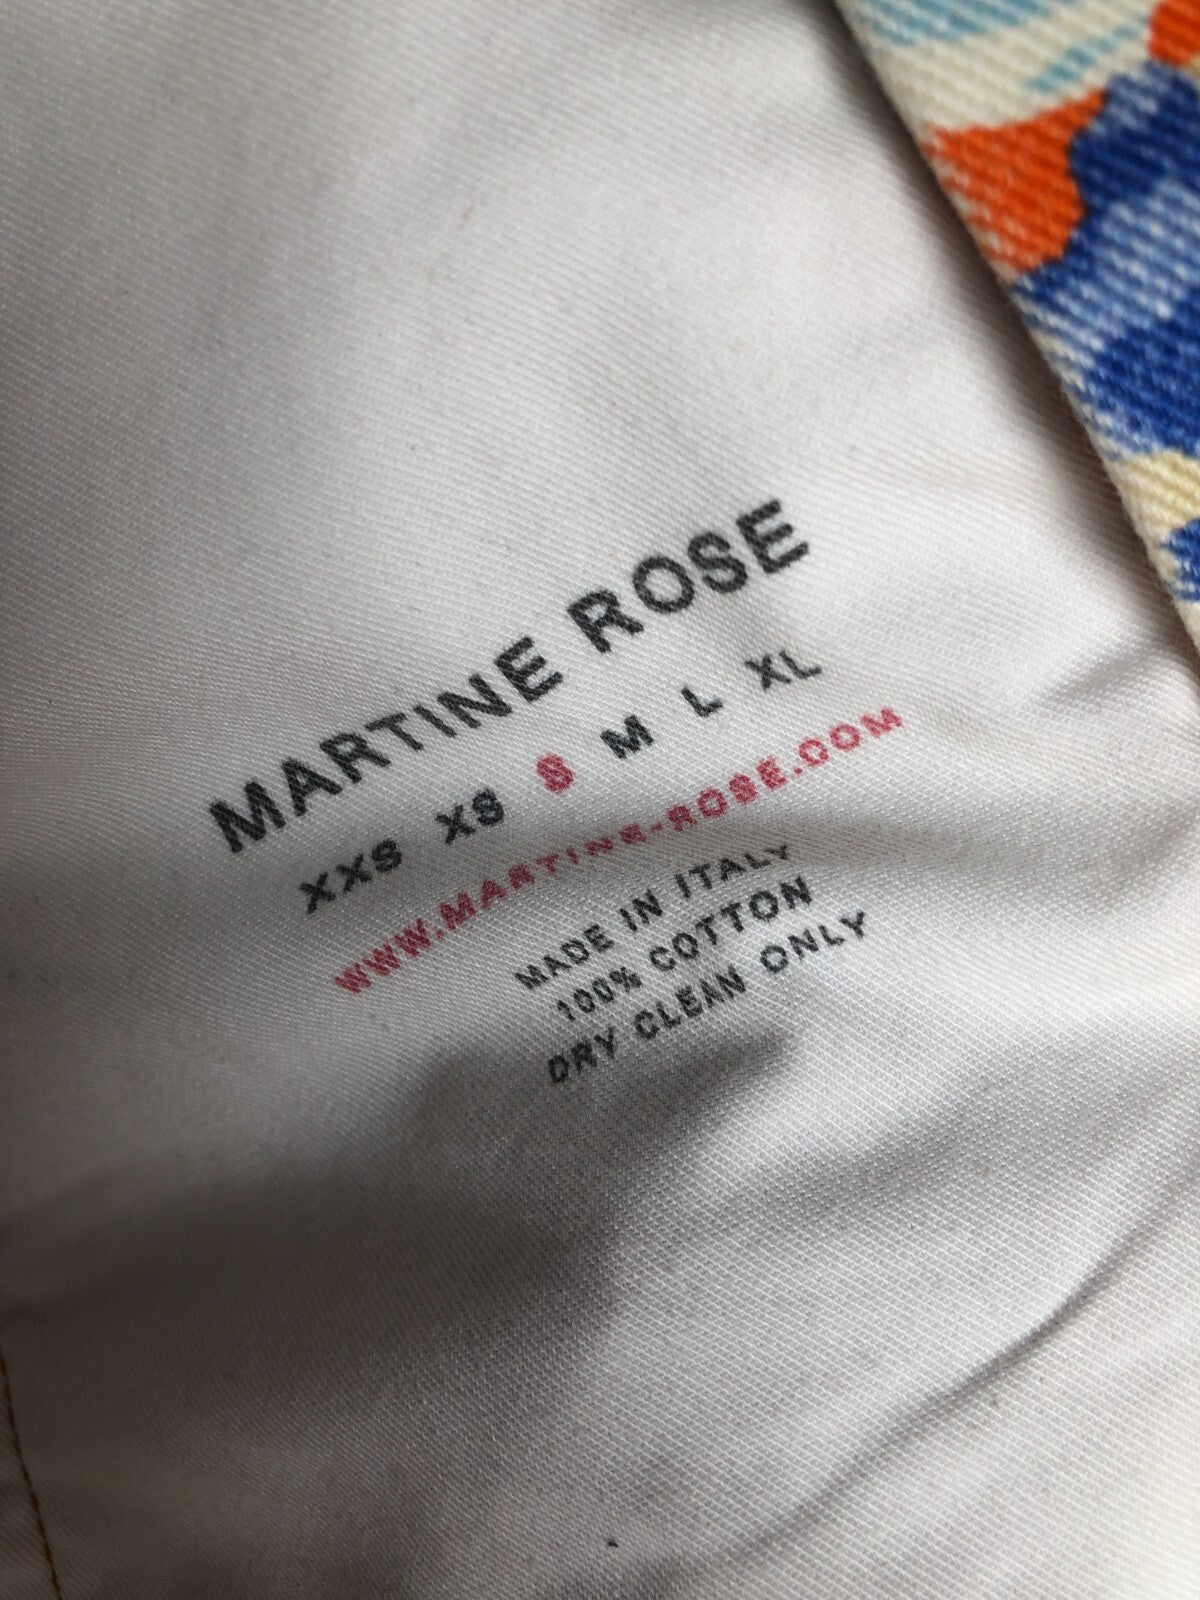 MARTINE ROSE
XXS XS S M L XL
WWW.MARTINE-ROSE.COM
MADE IN ITALY
100% COTTON
DRY CLEAN ONLY